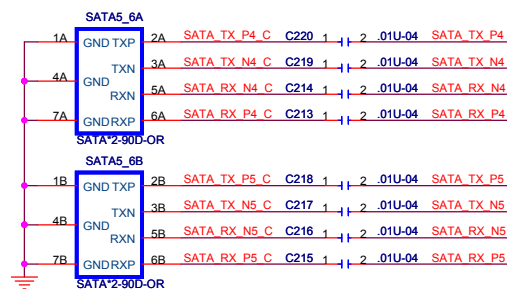 SATA5_6A
1A GND TXP 2A SATA_TX_P4_C C220 1 2 .01U-04 SATA_TX_P4
TXN 3A SATA_TX_N4_C C219 1 2 .01U-04 SATA_TX_N4
4A GND
RXN 5A SATA_RX_N4_C C214 1 2 .01U-04 SATA_RX_N4
7A GND RXP 6A SATA_RX_P4_C C213 1 2 .01U-04 SATA_RX_P4
SATA*2-90D-OR
SATA5_6B
1B GND TXP 2B SATA_TX_P5_C C218 1 2 .01U-04 SATA_TX_P5
TXN 3B SATA_TX_N5_C C217 1 2 .01U-04 SATA_TX_N5
4B GND
RXN 5B SATA_RX_N5_C C216 1 2 .01U-04 SATA_RX_N5
7B GND RXP 6B SATA_RX_P5_C C215 1 2 .01U-04 SATA_RX_P5
SATA*2-90D-OR